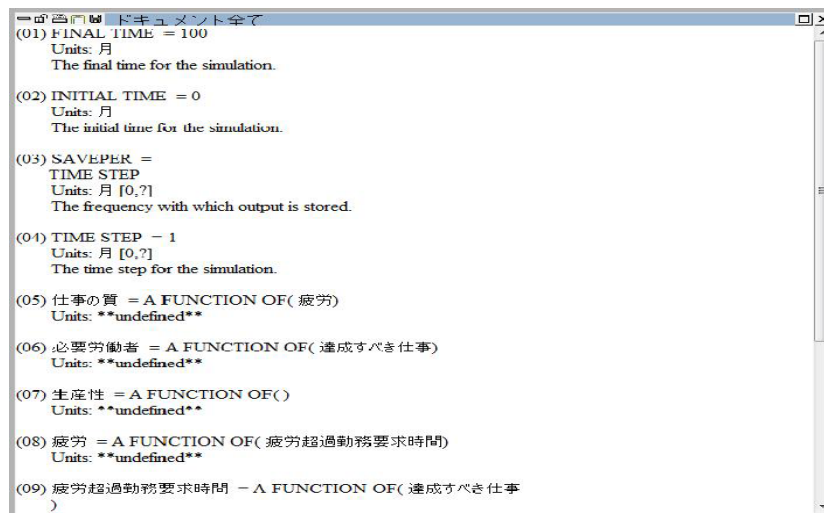 ドキュメント全て
(01) FINAL TIME = 100
Units: 月
The final time for the simulation.
(02) INITIAL TIME = 0
Units: 月
The initial time for the simulation.
(03) SAVEPER =
TIME STEP
Units: 月 [0,?]
The frequency with which output is stored.
(04) TIME STEP = 1
Units: 月 [0,?]
The time step for the simulation.
(05) 仕事の質 = A FUNCTION OF( 疲労)
Units: **undefined**
(06) 必要労働者 = A FUNCTION OF( 達成すべき仕事)
Units: **undefined**
(07) 生産性 = A FUNCTION OF()
Units: **undefined**
(08) 疲労 = A FUNCTION OF( 疲労超過勤務要求時間)
Units: **undefined**
(09) 疲労超過勤務要求時間 = A FUNCTION OF( 達成すべき仕事
)